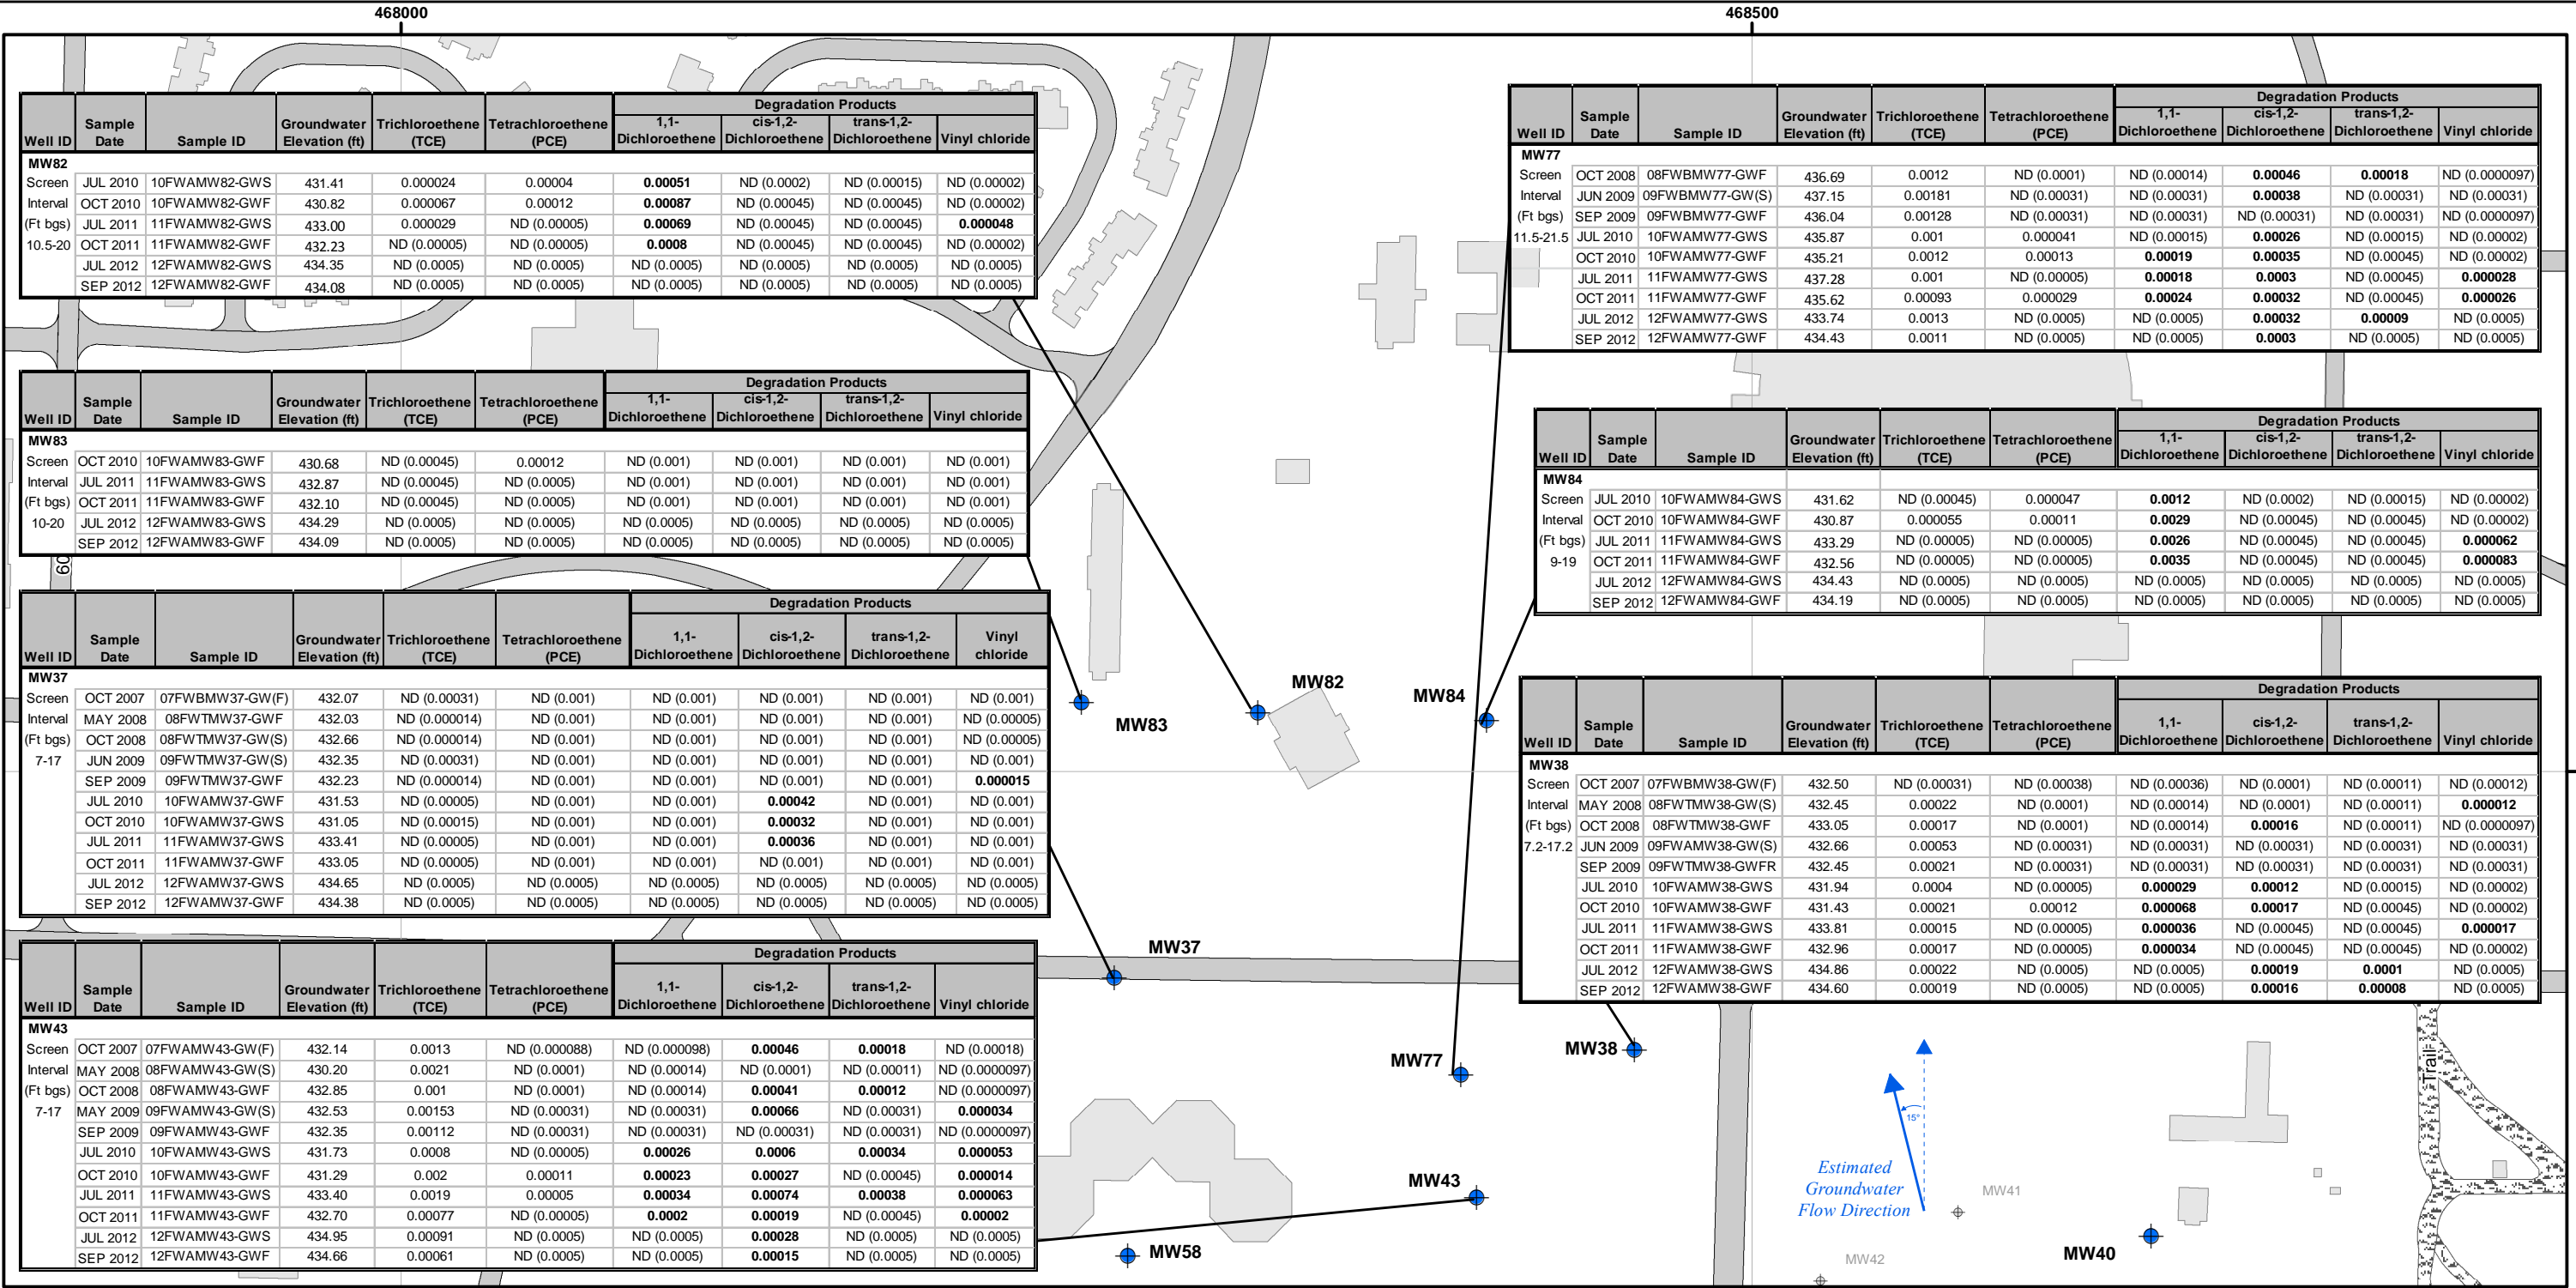 468000
468500
Well ID Sample Date Sample ID Groundwater Elevation (ft) Trichloroethene (TCE) Tetrachloroethene (PCE) Degradation Products 1,1-Dichloroethene cis-1,2-Dichloroethene trans-1,2-Dichloroethene Vinyl chloride
MW82
Screen JUL 2010 10FWAMW82-GWS 431.41 0.000024 0.00004 0.00051 ND (0.0002) ND (0.00015) ND (0.00002)
Interval OCT 2010 10FWAMW82-GWF 430.82 0.000067 0.00012 0.00087 ND (0.00045) ND (0.00045) ND (0.00002)
(Ft bgs) JUL 2011 11FWAMW82-GWS 433.00 0.000029 ND (0.00005) 0.00069 ND (0.00045) ND (0.00045) 0.000048
10.5-20 OCT 2011 11FWAMW82-GWF 432.23 ND (0.00005) ND (0.00005) 0.0008 ND (0.00045) ND (0.00045) ND (0.00002)
JUL 2012 12FWAMW82-GWS 434.35 ND (0.0005) ND (0.0005) ND (0.0005) ND (0.0005) ND (0.0005) ND (0.0005)
SEP 2012 12FWAMW82-GWF 434.08 ND (0.0005) ND (0.0005) ND (0.0005) ND (0.0005) ND (0.0005) ND (0.0005)
Well ID Sample Date Sample ID Groundwater Elevation (ft) Trichloroethene (TCE) Tetrachloroethene (PCE) Degradation Products 1,1-Dichloroethene cis-1,2-Dichloroethene trans-1,2-Dichloroethene Vinyl chloride
MW83
Screen OCT 2010 10FWAMW83-GWF 430.68 ND (0.00045) 0.00012 ND (0.001) ND (0.001) ND (0.001) ND (0.001)
Interval JUL 2011 11FWAMW83-GWS 432.87 ND (0.00045) ND (0.0005) ND (0.001) ND (0.001) ND (0.001) ND (0.001)
(Ft bgs) OCT 2011 11FWAMW83-GWF 432.10 ND (0.00045) ND (0.0005) ND (0.001) ND (0.001) ND (0.001) ND (0.001)
10-20 JUL 2012 12FWAMW83-GWS 434.29 ND (0.0005) ND (0.0005) ND (0.0005) ND (0.0005) ND (0.0005) ND (0.0005)
SEP 2012 12FWAMW83-GWF 434.09 ND (0.0005) ND (0.0005) ND (0.0005) ND (0.0005) ND (0.0005) ND (0.0005)
60
Well ID Sample Date Sample ID Groundwater Elevation (ft) Trichloroethene (TCE) Tetrachloroethene (PCE) Degradation Products 1,1-Dichloroethene cis-1,2-Dichloroethene trans-1,2-Dichloroethene Vinyl chloride
MW37
Screen OCT 2007 07FWBMW37-GW(F) 432.07 ND (0.00031) ND (0.001) ND (0.001) ND (0.001) ND (0.001) ND (0.001)
Interval MAY 2008 08FWTMW37-GWF 432.03 ND (0.000014) ND (0.001) ND (0.001) ND (0.001) ND (0.001) ND (0.00005)
(Ft bgs) OCT 2008 08FWTMW37-GW(S) 432.66 ND (0.000014) ND (0.001) ND (0.001) ND (0.001) ND (0.001) ND (0.00005)
7-17 JUN 2009 09FWTMW37-GW(S) 432.35 ND (0.00031) ND (0.001) ND (0.001) ND (0.001) ND (0.001) ND (0.001)
SEP 2009 09FWTMW37-GWF 432.23 ND (0.000014) ND (0.001) ND (0.001) ND (0.001) ND (0.001) 0.000015
JUL 2010 10FWAMW37-GWF 431.53 ND (0.00005) ND (0.001) ND (0.001) 0.00042 ND (0.001) ND (0.001)
OCT 2010 10FWAMW37-GWS 431.05 ND (0.00015) ND (0.001) ND (0.001) 0.00032 ND (0.001) ND (0.001)
JUL 2011 11FWAMW37-GWS 433.41 ND (0.00005) ND (0.001) ND (0.001) 0.00036 ND (0.001) ND (0.001)
OCT 2011 11FWAMW37-GWF 433.05 ND (0.00005) ND (0.001) ND (0.001) ND (0.001) ND (0.001) ND (0.001)
JUL 2012 12FWAMW37-GWS 434.65 ND (0.0005) ND (0.0005) ND (0.0005) ND (0.0005) ND (0.0005) ND (0.0005)
SEP 2012 12FWAMW37-GWF 434.38 ND (0.0005) ND (0.0005) ND (0.0005) ND (0.0005) ND (0.0005) ND (0.0005)
Well ID Sample Date Sample ID Groundwater Elevation (ft) Trichloroethene (TCE) Tetrachloroethene (PCE) Degradation Products 1,1-Dichloroethene cis-1,2-Dichloroethene trans-1,2-Dichloroethene Vinyl chloride
MW43
Screen OCT 2007 07FWAMW43-GW(F) 432.14 0.0013 ND (0.000088) ND (0.000098) 0.00046 0.00018 ND (0.00018)
Interval MAY 2008 08FWAMW43-GW(S) 430.20 0.0021 ND (0.0001) ND (0.00014) ND (0.0001) ND (0.00011) ND (0.0000097)
(Ft bgs) OCT 2008 08FWAMW43-GWF 432.85 0.001 ND (0.0001) ND (0.00014) 0.00041 0.00012 ND (0.0000097)
7-17 MAY 2009 09FWAMW43-GW(S) 432.53 0.00153 ND (0.00031) ND (0.00031) 0.00066 ND (0.00031) 0.000034
SEP 2009 09FWAMW43-GWF 432.35 0.00112 ND (0.00031) ND (0.00031) ND (0.00031) ND (0.00031) ND (0.0000097)
JUL 2010 10FWAMW43-GWS 431.73 0.0008 ND (0.00005) 0.00026 0.0006 0.00034 0.000053
OCT 2010 10FWAMW43-GWF 431.29 0.002 0.00011 0.00023 0.00027 ND (0.00045) 0.000014
JUL 2011 11FWAMW43-GWS 433.40 0.0019 0.00005 0.00034 0.00074 0.00038 0.000063
OCT 2011 11FWAMW43-GWF 432.70 0.00077 ND (0.00005) 0.0002 0.00019 ND (0.00045) 0.00002
JUL 2012 12FWAMW43-GWS 434.95 0.00091 ND (0.0005) ND (0.0005) 0.00028 ND (0.0005) ND (0.0005)
SEP 2012 12FWAMW43-GWF 434.66 0.00061 ND (0.0005) ND (0.0005) 0.00015 ND (0.0005) ND (0.0005)
Well ID Sample Date Sample ID Groundwater Elevation (ft) Trichloroethene (TCE) Tetrachloroethene (PCE) Degradation Products 1,1-Dichloroethene cis-1,2-Dichloroethene trans-1,2-Dichloroethene Vinyl chloride
MW77
Screen OCT 2008 08FWBMW77-GWF 436.69 0.0012 ND (0.0001) ND (0.00014) 0.00046 0.00018 ND (0.0000097)
Interval JUN 2009 09FWBMW77-GW(S) 437.15 0.00181 ND (0.00031) ND (0.00031) 0.00038 ND (0.00031) ND (0.00031)
(Ft bgs) SEP 2009 09FWBMW77-GWF 436.04 0.00128 ND (0.00031) ND (0.00031) ND (0.00031) ND (0.00031) ND (0.0000097)
11.5-21.5 JUL 2010 10FWAMW77-GWS 435.87 0.001 0.000041 ND (0.00015) 0.00026 ND (0.00015) ND (0.00002)
OCT 2010 10FWAMW77-GWF 435.21 0.0012 0.00013 0.00019 0.00035 ND (0.00045) ND (0.00002)
JUL 2011 11FWAMW77-GWS 437.28 0.001 ND (0.00005) 0.00018 0.0003 ND (0.00045) 0.000028
OCT 2011 11FWAMW77-GWF 435.62 0.00093 0.000029 0.00024 0.00032 ND (0.00045) 0.000026
JUL 2012 12FWAMW77-GWS 433.74 0.0013 ND (0.0005) ND (0.0005) 0.00032 0.00009 ND (0.0005)
SEP 2012 12FWAMW77-GWF 434.43 0.0011 ND (0.0005) ND (0.0005) 0.0003 ND (0.0005) ND (0.0005)
Well ID Sample Date Sample ID Groundwater Elevation (ft) Trichloroethene (TCE) Tetrachloroethene (PCE) Degradation Products 1,1-Dichloroethene cis-1,2-Dichloroethene trans-1,2-Dichloroethene Vinyl chloride
MW84
Screen JUL 2010 10FWAMW84-GWS 431.62 ND (0.00045) 0.000047 0.0012 ND (0.0002) ND (0.00015) ND (0.00002)
Interval OCT 2010 10FWAMW84-GWF 430.87 0.000055 0.00011 0.0029 ND (0.00045) ND (0.00045) ND (0.00002)
(Ft bgs) JUL 2011 11FWAMW84-GWS 433.29 ND (0.00005) ND (0.00005) 0.0026 ND (0.00045) ND (0.00045) 0.000062
9-19 OCT 2011 11FWAMW84-GWF 432.56 ND (0.00005) ND (0.00005) 0.0035 ND (0.00045) ND (0.00045) 0.000083
JUL 2012 12FWAMW84-GWS 434.43 ND (0.0005) ND (0.0005) ND (0.0005) ND (0.0005) ND (0.0005) ND (0.0005)
SEP 2012 12FWAMW84-GWF 434.19 ND (0.0005) ND (0.0005) ND (0.0005) ND (0.0005) ND (0.0005) ND (0.0005)
Well ID Sample Date Sample ID Groundwater Elevation (ft) Trichloroethene (TCE) Tetrachloroethene (PCE) Degradation Products 1,1-Dichloroethene cis-1,2-Dichloroethene trans-1,2-Dichloroethene Vinyl chloride
MW38
Screen OCT 2007 07FWBMW38-GW(F) 432.50 ND (0.00031) ND (0.00038) ND (0.00036) ND (0.0001) ND (0.00011) ND (0.00012)
Interval MAY 2008 08FWTMW38-GW(S) 432.45 0.00022 ND (0.0001) ND (0.00014) ND (0.0001) ND (0.00011) 0.000012
(Ft bgs) OCT 2008 08FWTMW38-GWF 433.05 0.00017 ND (0.0001) ND (0.00014) 0.00016 ND (0.00011) ND (0.0000097)
7.2-17.2 JUN 2009 09FWAMW38-GW(S) 432.66 0.00053 ND (0.00031) ND (0.00031) ND (0.00031) ND (0.00031) ND (0.00031)
SEP 2009 09FWTMW38-GWFR 432.45 0.00021 ND (0.00031) ND (0.00031) ND (0.00031) ND (0.00031) ND (0.00031)
JUL 2010 10FWAMW38-GWS 431.94 0.0004 ND (0.00005) 0.000029 0.00012 ND (0.00015) ND (0.00002)
OCT 2010 10FWAMW38-GWF 431.43 0.00021 0.00012 0.000068 0.00017 ND (0.00045) ND (0.00002)
JUL 2011 11FWAMW38-GWS 433.81 0.00015 ND (0.00005) 0.000036 ND (0.00045) ND (0.00045) 0.000017
OCT 2011 11FWAMW38-GWF 432.96 0.00017 ND (0.00005) 0.000034 ND (0.00045) ND (0.00045) ND (0.00002)
JUL 2012 12FWAMW38-GWS 434.86 0.00022 ND (0.0005) ND (0.0005) 0.00019 0.0001 ND (0.0005)
SEP 2012 12FWAMW38-GWF 434.60 0.00019 ND (0.0005) ND (0.0005) 0.00016 0.00008 ND (0.0005)
MW82
MW84
MW83
MW37
MW38
MW77
MW43
MW58
MW40
MW41
MW42
15°
Estimated
Groundwater
Flow Direction
Trail